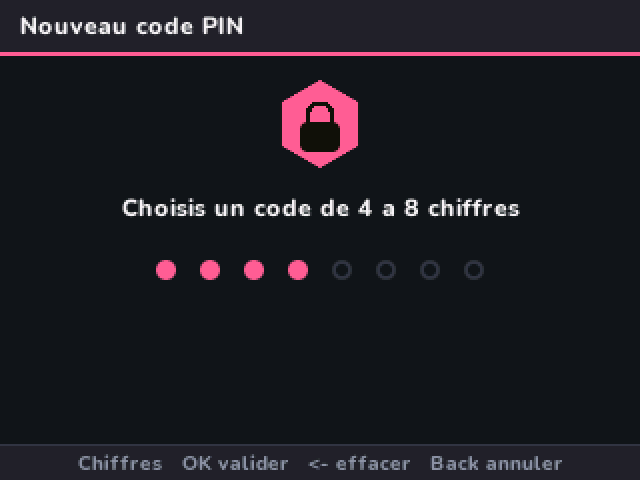 Nouveau code PIN
Choisis un code de 4 a 8 chiffres
Chiffres OK valider <- effacer Back annuler